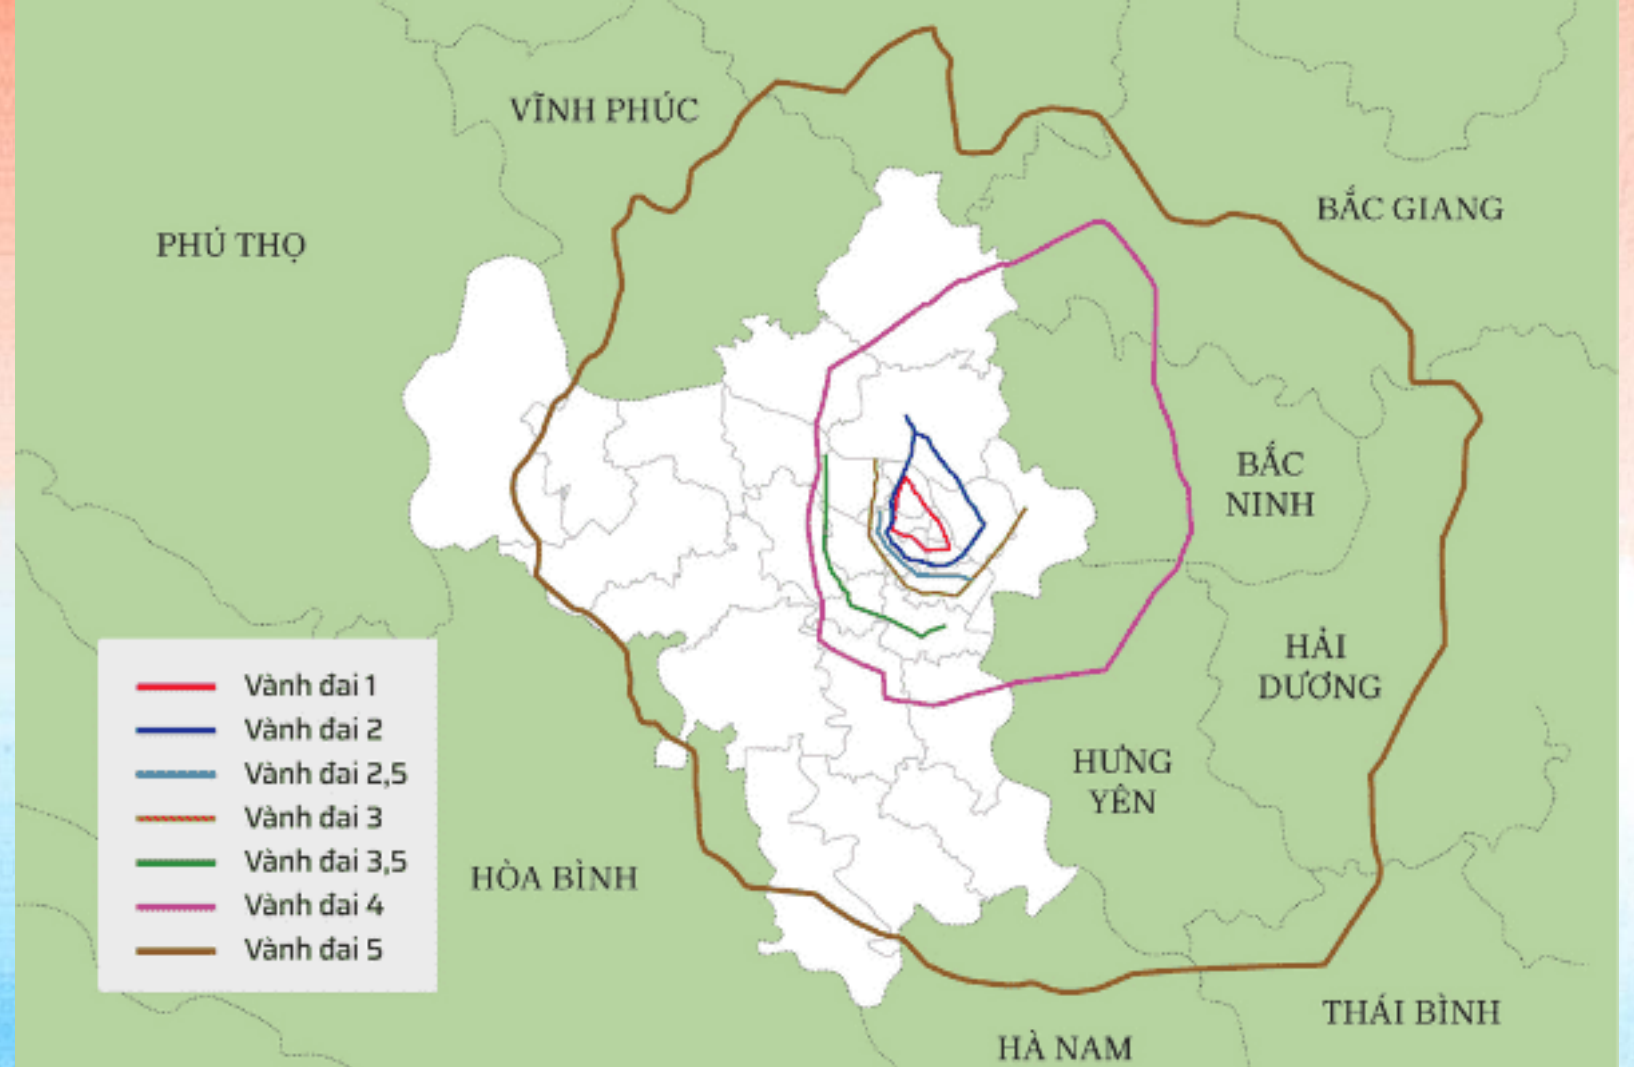 VĨNH PHÚC
PHÚ THỌ
BẮC GIANG
BẮC
NINH
HẢI
DƯƠNG
HƯNG
YÊN
HÒA BÌNH
THÁI BÌNH
HÀ NAM
Vành đai 1
Vành đai 2
Vành đai 2,5
Vành đai 3
Vành đai 3,5
Vành đai 4
Vành đai 5